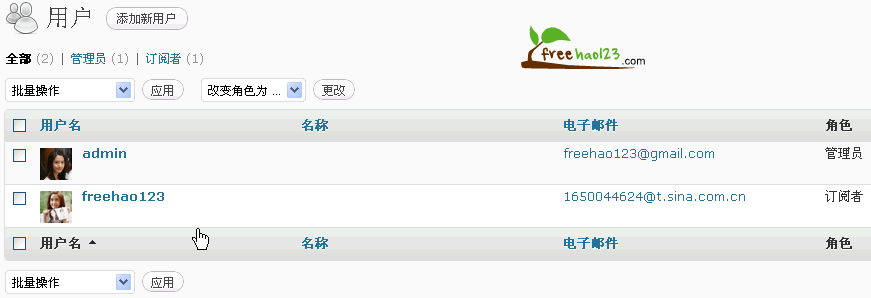 用户 添加新用户
freehao123.com
全部 (2) | 管理员 (1) | 订阅者 (1)
批量操作 应用 改变角色为 ... 更改
用户名 名称 电子邮件 角色
admin freehao123@gmail.com 管理员
freehao123 1650044624@t.sina.com.cn 订阅者
用户名 名称 电子邮件 角色
批量操作 应用